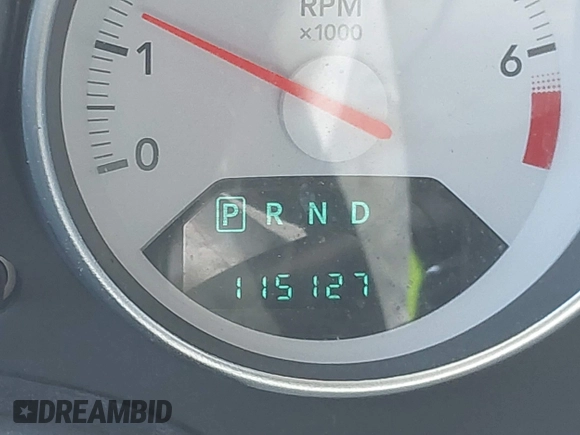 RPM
×1000
1
6
0
P R N D
115127
DREAMBID